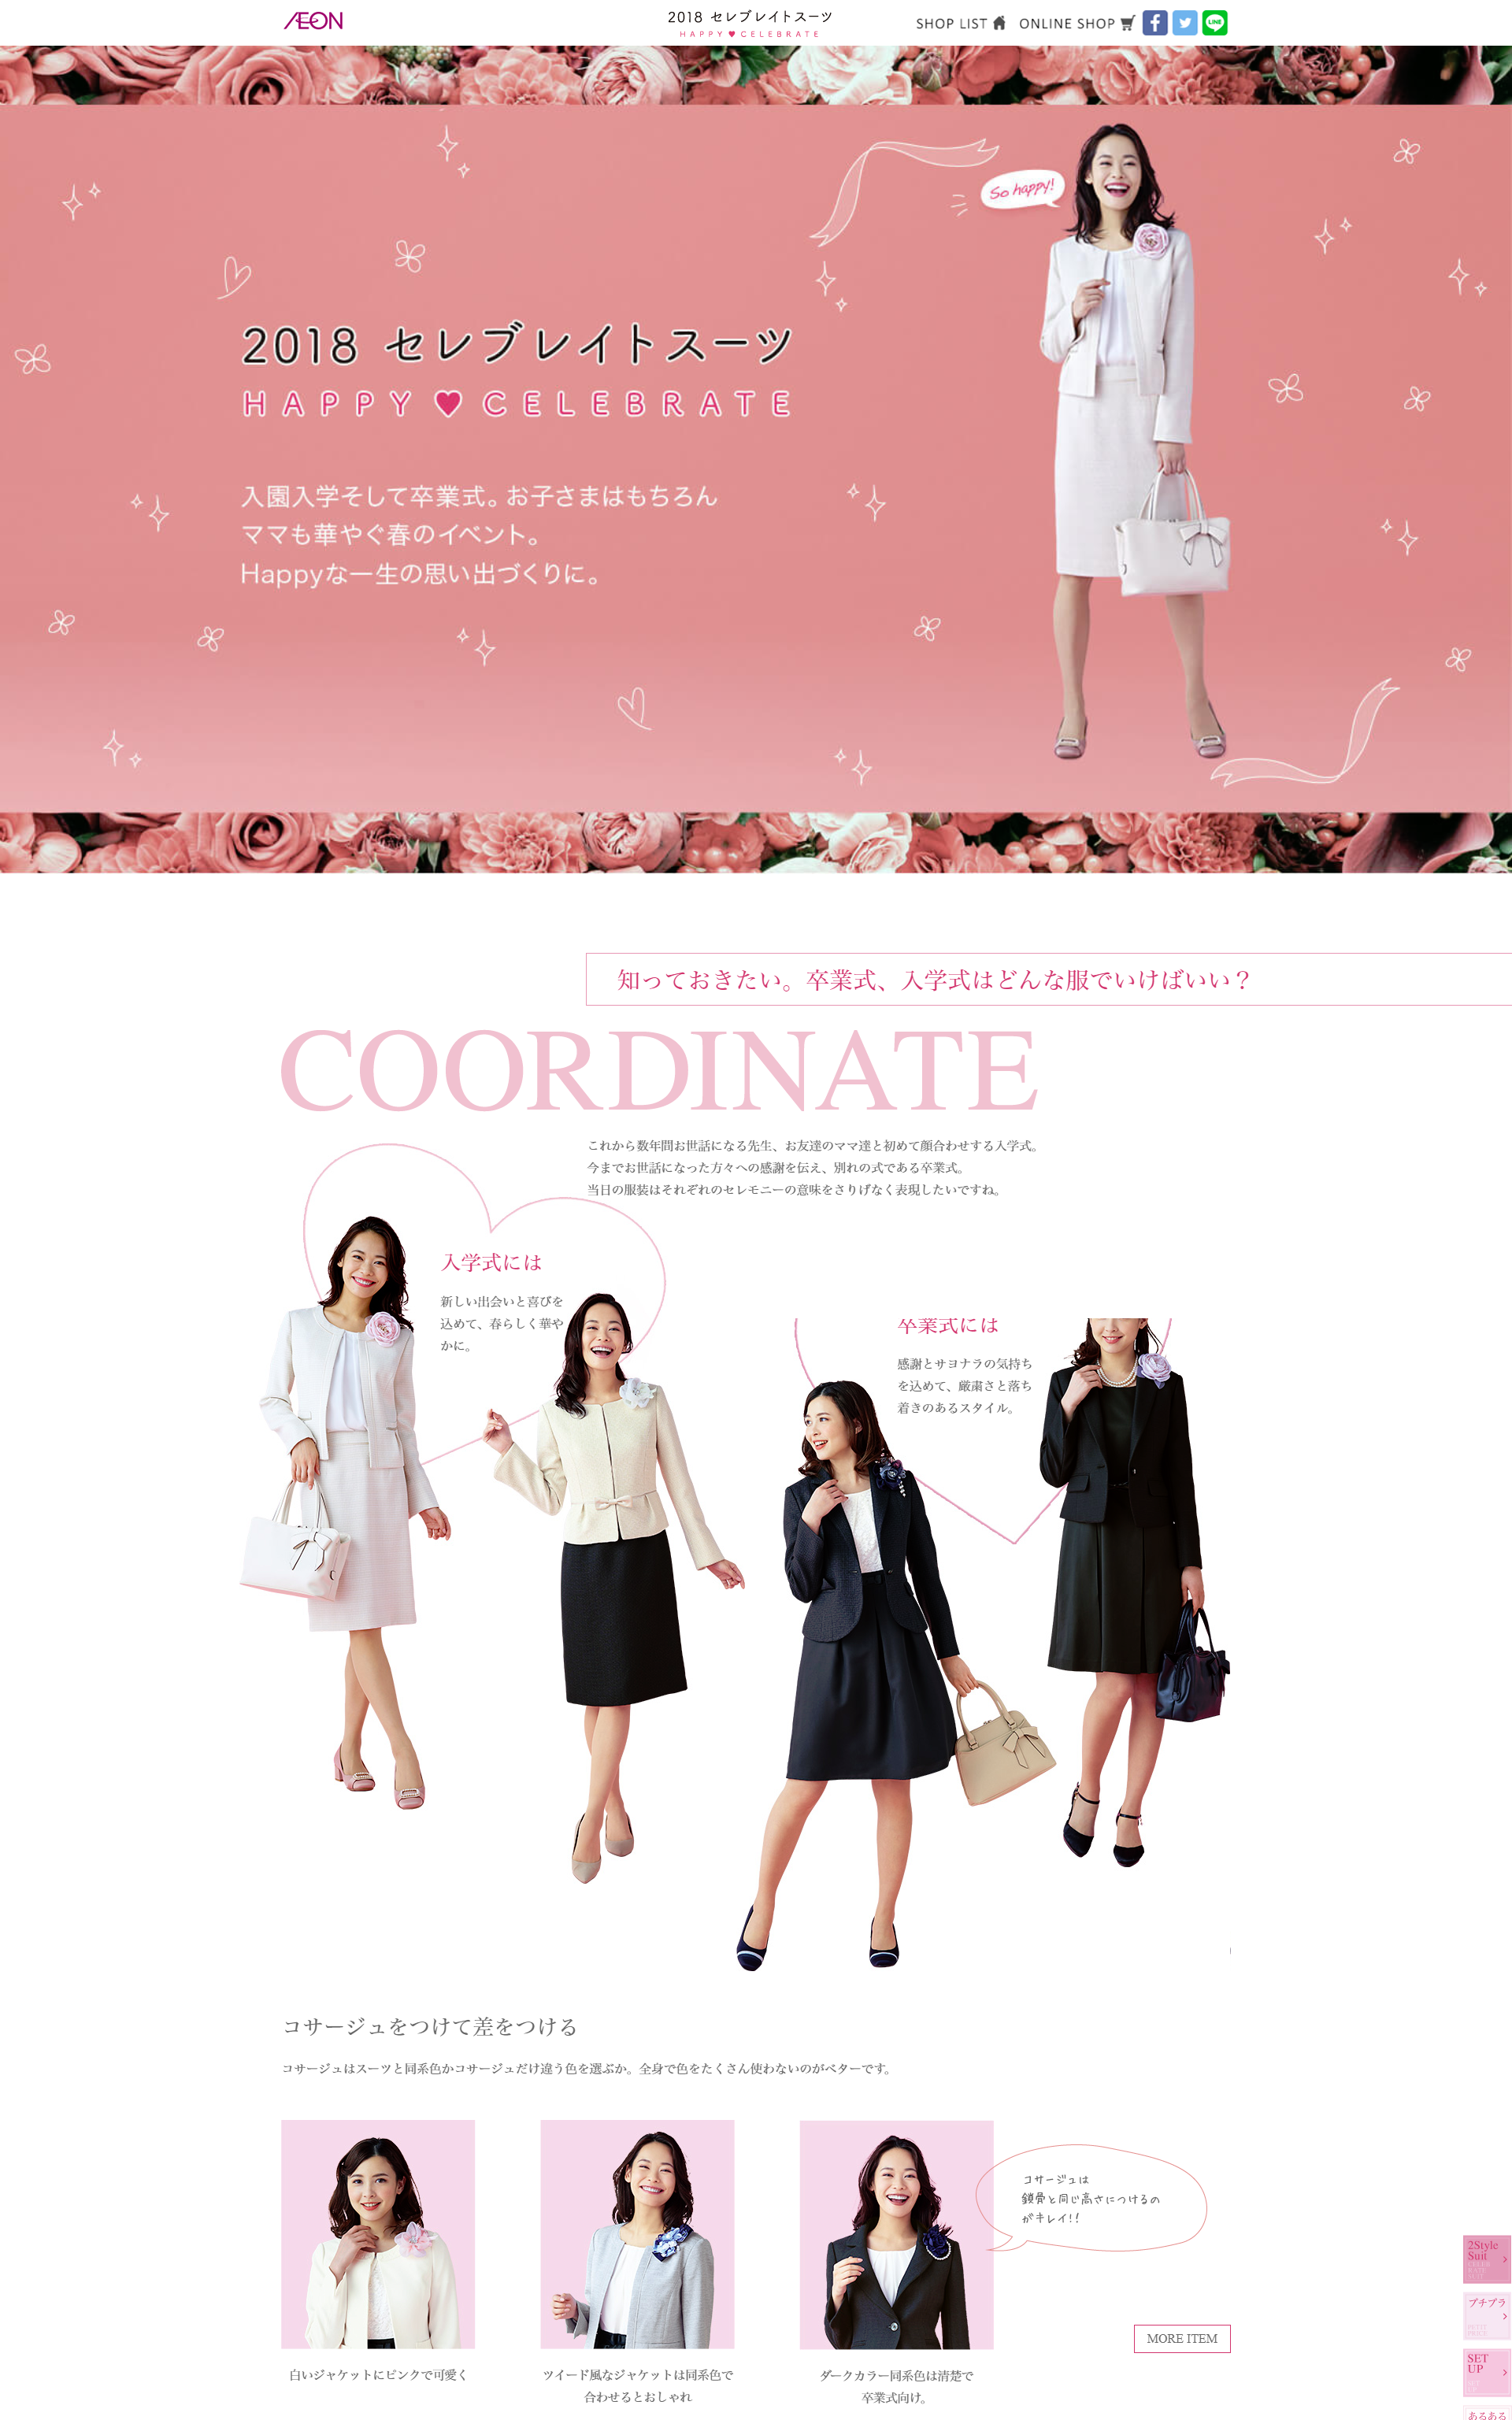 ÆON
2018 セレブレイトスーツ
HAPPY♥CELEBRATE
SHOP LIST
ONLINE SHOP
f
LINE
So happy!
2018 セレブレイトスーツ
HAPPY♥CELEBRATE
入園入学そして卒業式。お子さまはもちろん
ママも華やぐ春のイベント。
Happyな一生の思い出づくりに。
知っておきたい。卒業式、入学式はどんな服でいけばいい？
COORDINATE
これから数年間お世話になる先生、お友達のママ達と初めて顔合わせする入学式。
今までお世話になった方々への感謝を伝え、別れの式である卒業式。
当日の服装はそれぞれのセレモニーの意味をさりげなく表現したいですね。
入学式には
新しい出会いと喜びを
込めて、春らしく華や
かに。
卒業式には
感謝とサヨナラの気持ち
を込めて、厳粛さと落ち
着きのあるスタイル。
コサージュをつけて差をつける
コサージュはスーツと同系色かコサージュだけ違う色を選ぶか。全身で色をたくさん使わないのがベターです。
コサージュは
鎖骨と同じ高さにつけるの
がキレイ!!
白いジャケットにピンクで可愛く
ツイード風なジャケットは同系色で
合わせるとおしゃれ
ダークカラー同系色は清楚で
卒業式向け。
MORE ITEM
2Style
Suit
プチプラ
SET
UP
あるある